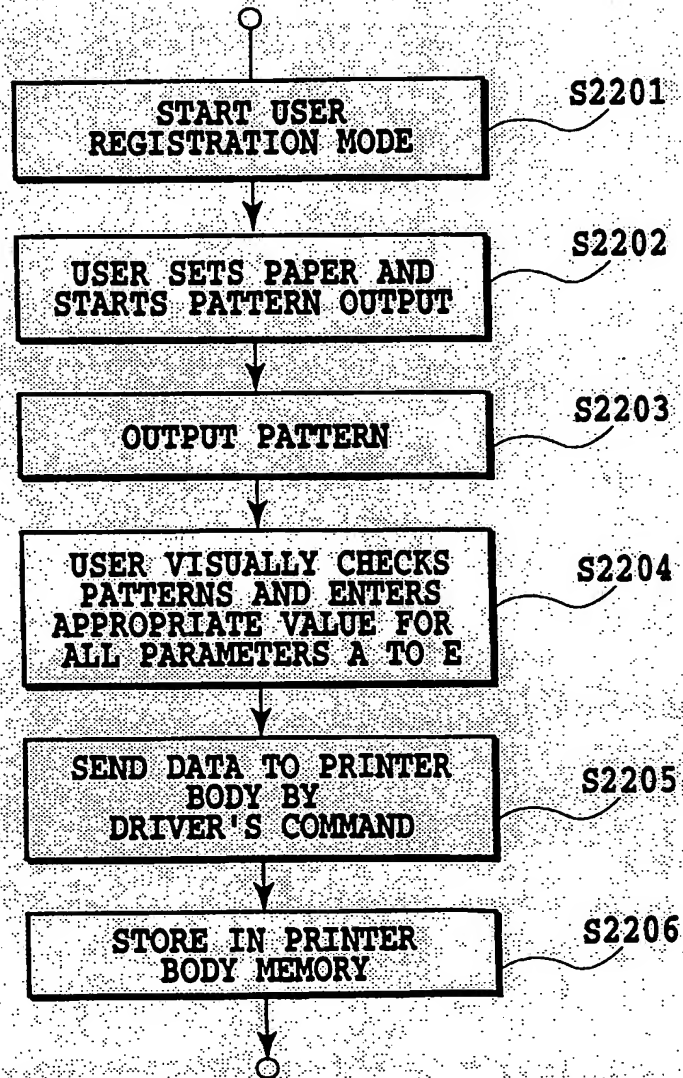 START USER
REGISTRATION MODE
S2201
USER SETS PAPER AND
STARTS PATTERN OUTPUT
S2202
OUTPUT PATTERN
S2203
USER VISUALLY CHECKS
PATTERNS AND ENTERS
APPROPRIATE VALUE FOR
ALL PARAMETERS A TO E
S2204
SEND DATA TO PRINTER
BODY BY
DRIVER'S COMMAND
S2205
STORE IN PRINTER
BODY MEMORY
S2206